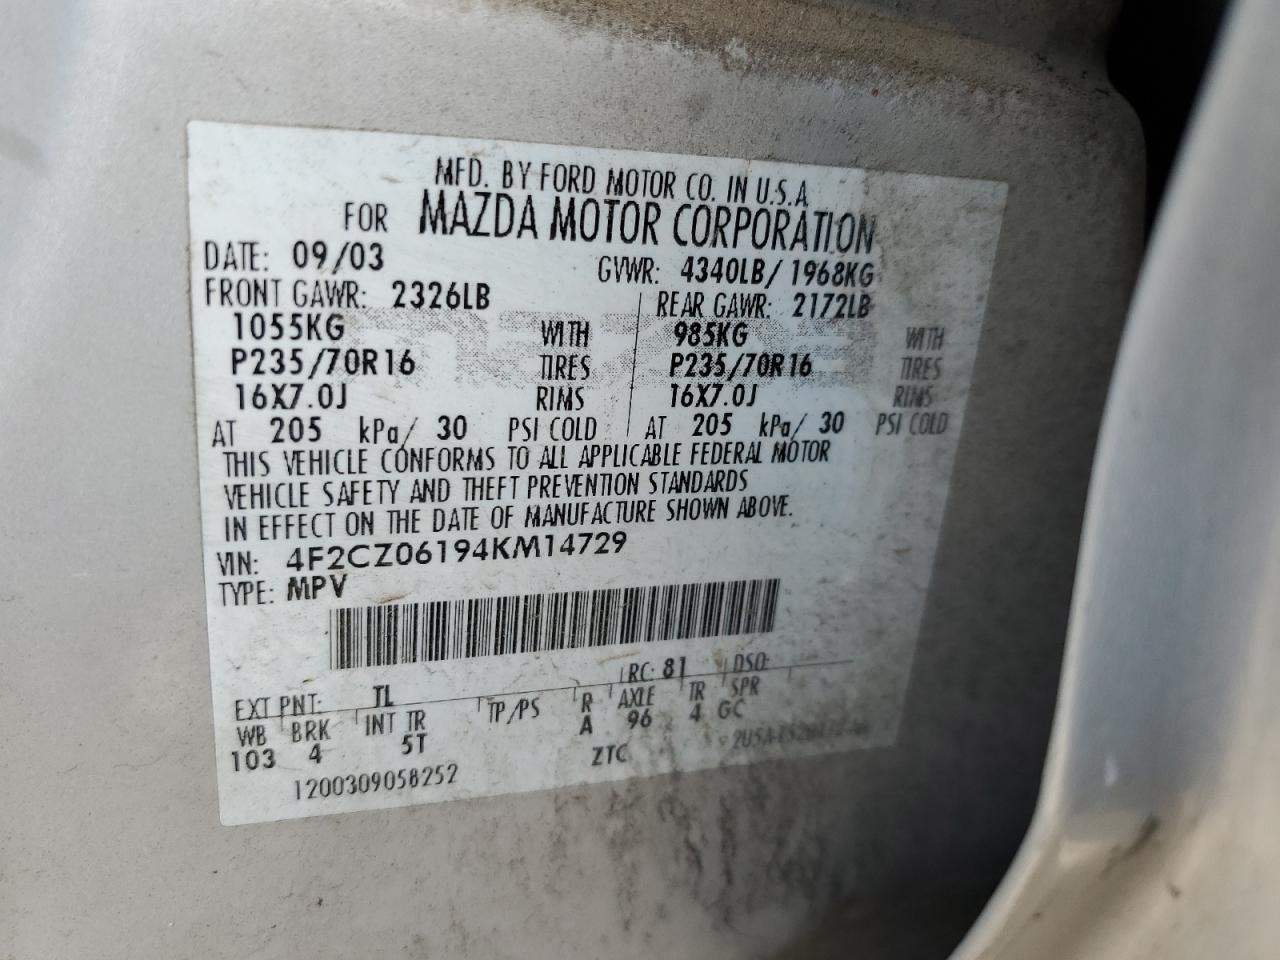 MFD. BY FORD MOTOR CO. IN U.S.A
FOR MAZDA MOTOR CORPORATION
DATE: 09/03 GVWR: 4340LB/ 1968KG
FRONT GAWR: 2326LB REAR GAWR: 2172LB
1055KG WITH 985KG WITH
P235/70R16 TIRES P235/70R16 TIRES
16X7.0J RIMS 16X7.0J RIMS
AT 205 kPa/ 30 PSI COLD AT 205 kPa/ 30 PSI COLD
THIS VEHICLE CONFORMS TO ALL APPLICABLE FEDERAL MOTOR
VEHICLE SAFETY AND THEFT PREVENTION STANDARDS
IN EFFECT ON THE DATE OF MANUFACTURE SHOWN ABOVE.
VIN: 4F2CZ06194KM14729
TYPE: MPV
EXT PNT: TL RC: 81 DSO:
WB BRK INT TR TP/PS R AXLE TR SPR
103 4 5T A 96 4 GC
1200309058252 ZTC